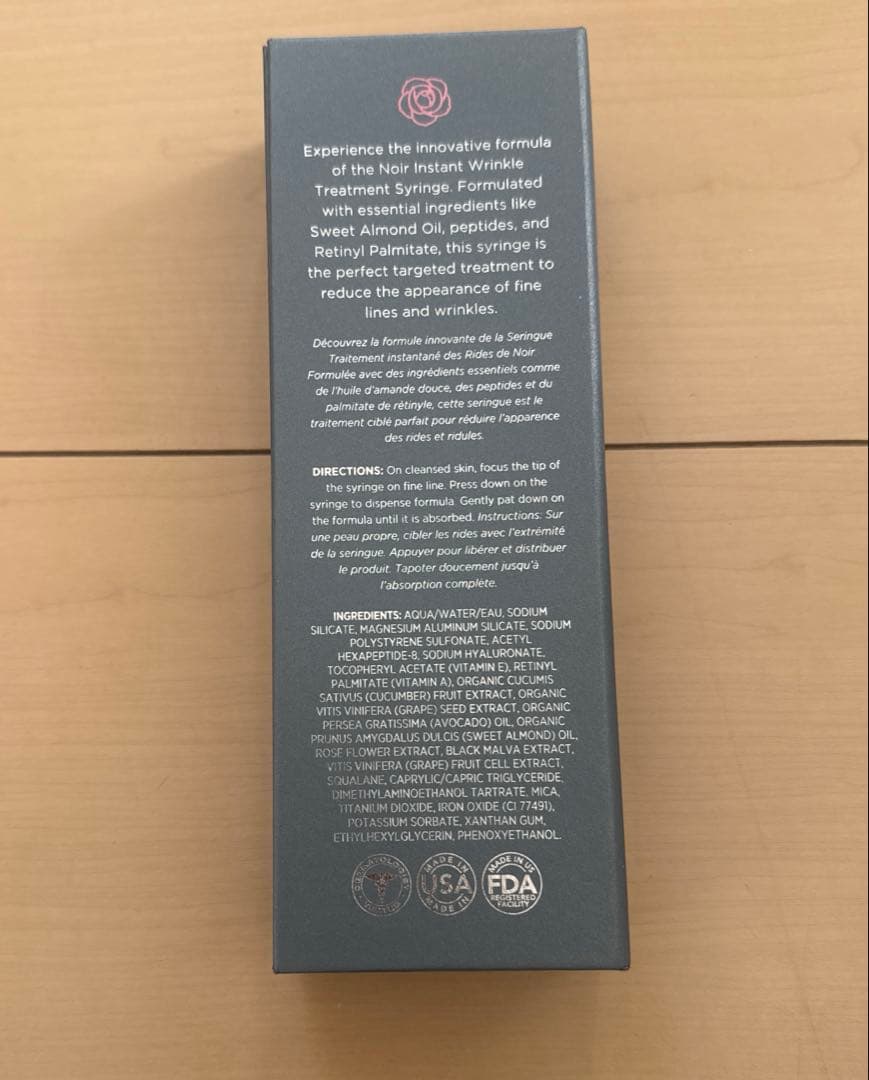 Experience the innovative formula
of the Noir Instant Wrinkle
Treatment Syringe. Formulated
with essential ingredients like
Sweet Almond Oil, peptides, and
Retinyl Palmitate, this syringe is
the perfect targeted treatment to
reduce the appearance of fine
lines and wrinkles.
Découvrez la formule innovante de la Seringue
Traitement instantané des Rides de Noir
Formulée avec des ingrédients essentiels comme
de l'huile d'amande douce, des peptides et du
palmitate de rétinyle, cette seringue est le
traitement ciblé parfait pour réduire l'apparence
des rides et ridules.
DIRECTIONS: On cleansed skin, focus the tip of
the syringe on fine line. Press down on the
syringe to dispense formula. Gently pat down on
the formula until it is absorbed. Instructions: Sur
une peau propre, cibler les rides avec l'extrémité
de la seringue. Appuyer pour libérer et distribuer
le produit. Tapoter doucement jusqu'à
l'absorption complète.
INGREDIENTS: AQUA/WATER/EAU, SODIUM
SILICATE, MAGNESIUM ALUMINUM SILICATE, SODIUM
POLYSTYRENE SULFONATE, ACETYL
HEXAPEPTIDE-8, SODIUM HYALURONATE,
TOCOPHERYL ACETATE (VITAMIN E), RETINYL
PALMITATE (VITAMIN A), ORGANIC CUCUMIS
SATIVUS (CUCUMBER) FRUIT EXTRACT, ORGANIC
VITIS VINIFERA (GRAPE) SEED EXTRACT, ORGANIC
PERSEA GRATISSIMA (AVOCADO) OIL, ORGANIC
PRUNUS AMYGDALUS DULCIS (SWEET ALMOND) OIL,
ROSE FLOWER EXTRACT, BLACK MALVA EXTRACT,
VITIS VINIFERA (GRAPE) FRUIT CELL EXTRACT,
SQUALANE, CAPRYLIC/CAPRIC TRIGLYCERIDE,
DIMETHYLAMINOETHANOL TARTRATE, MICA,
TITANIUM DIOXIDE, IRON OXIDE (CI 77491),
POTASSIUM SORBATE, XANTHAN GUM,
ETHYLHEXYLGLYCERIN, PHENOXYETHANOL.
MADE IN
USA
MADE IN
MADE IN US
FDA
REGISTERED
FACILITY